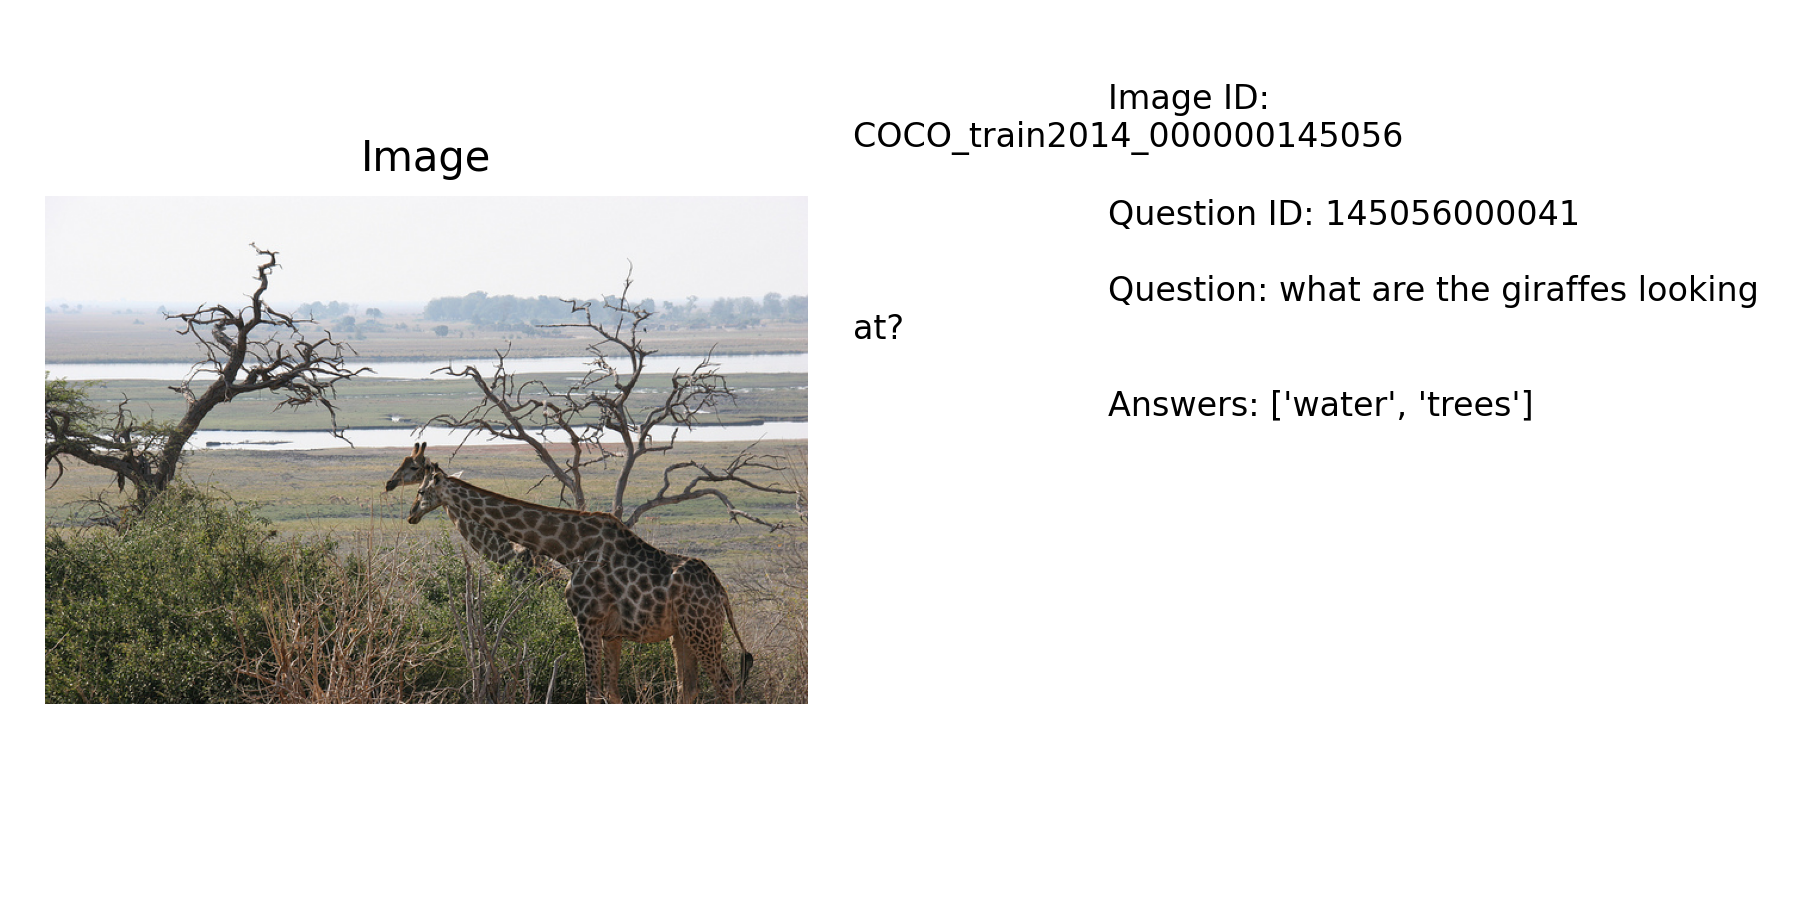 Image
Image ID:
COCO_train2014_000000145056
Question ID: 145056000041
Question: what are the giraffes looking
at?
Answers: ['water', 'trees']